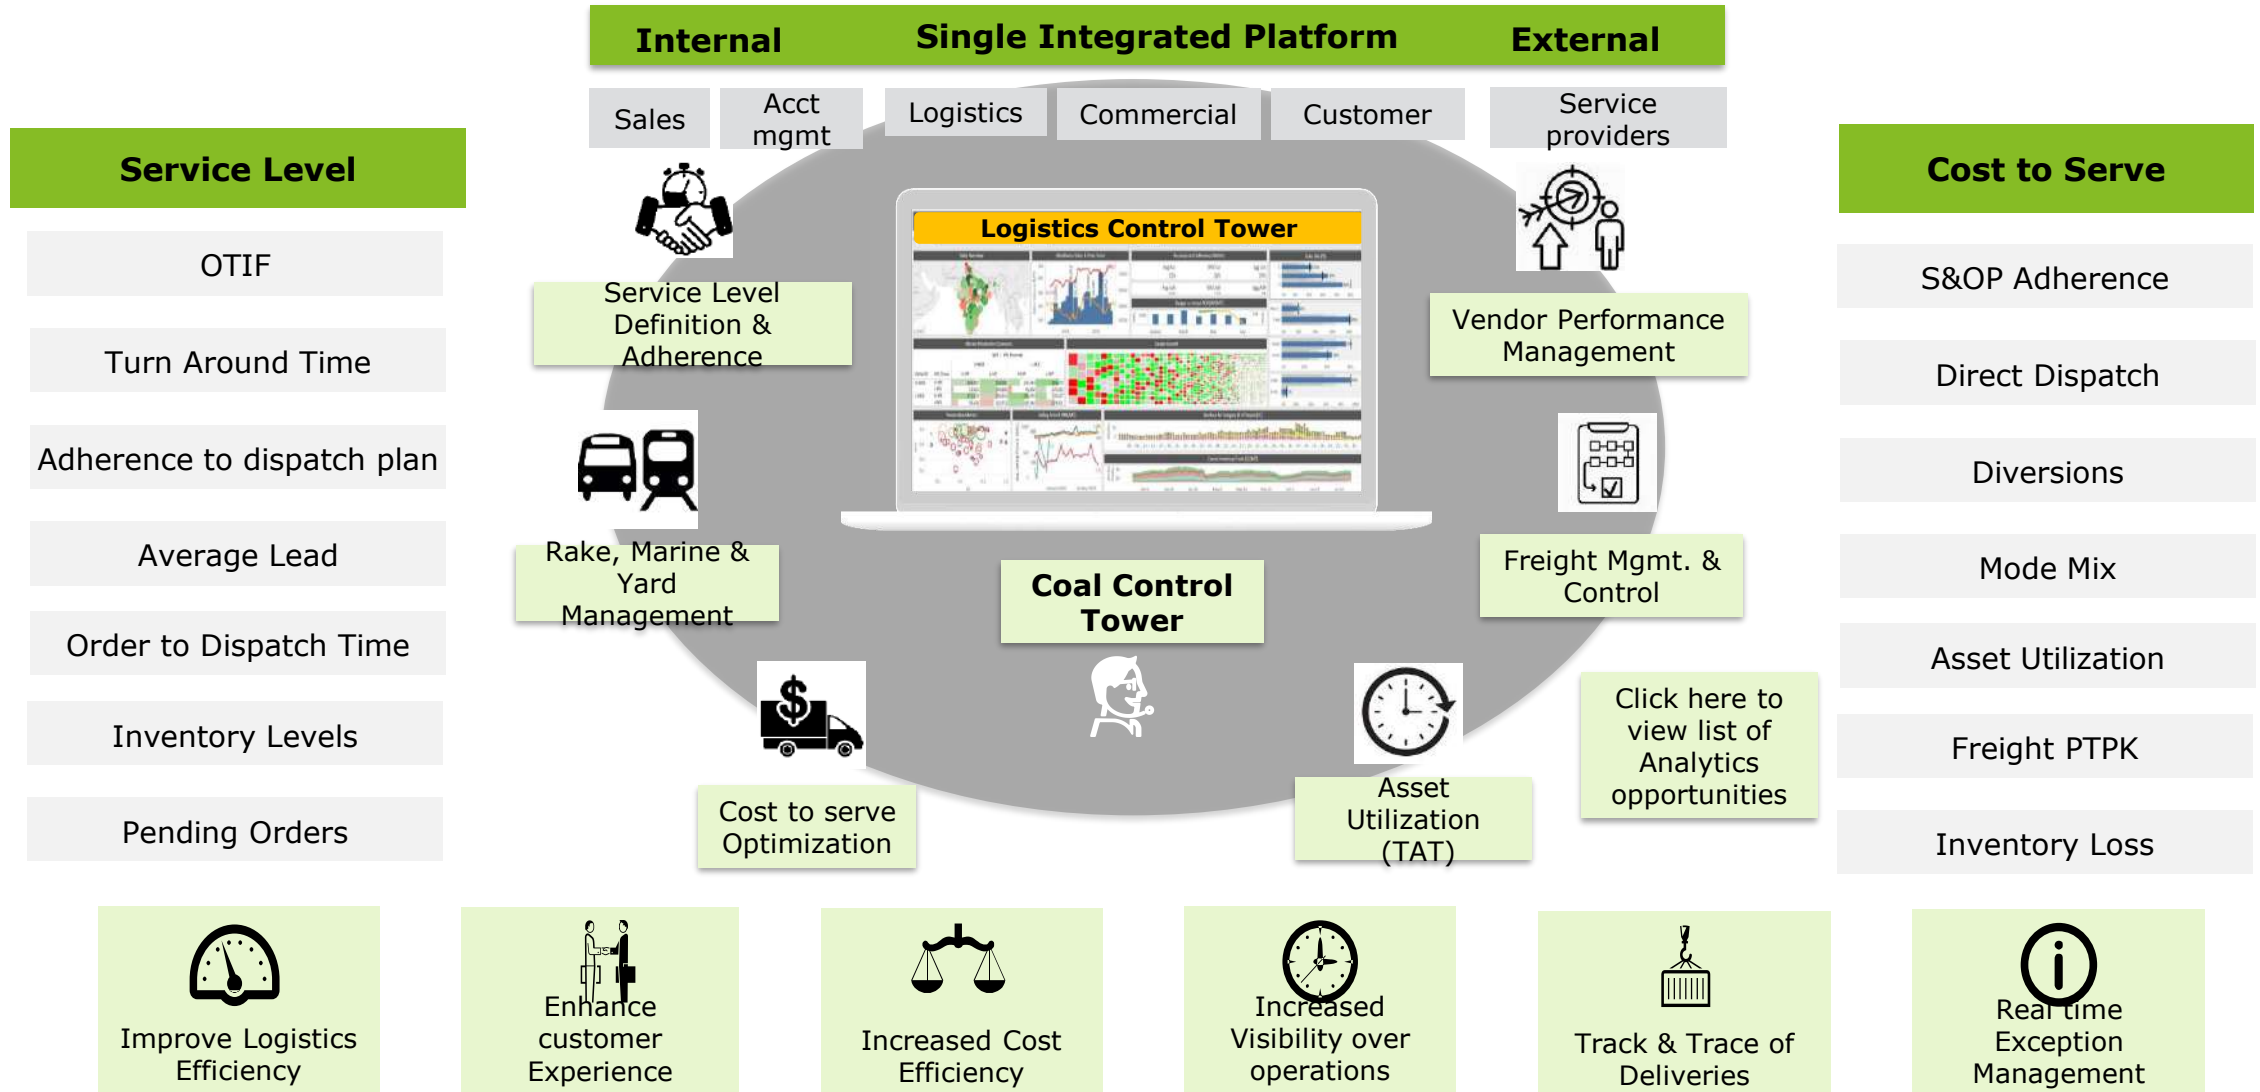 Internal
Single Integrated Platform
External
Sales
Acct
mgmt
Logistics
Commercial
Customer
Service
providers
Service Level
OTIF
Turn Around Time
Adherence to dispatch plan
Average Lead
Order to Dispatch Time
Inventory Levels
Pending Orders
Logistics Control Tower
Service Level
Definition &
Adherence
Rake, Marine &
Yard
Management
Cost to serve
Optimization
Coal Control
Tower
Vendor Performance
Management
Freight Mgmt. &
Control
Asset
Utilization
(TAT)
Click here to
view list of
Analytics
opportunities
Cost to Serve
S&OP Adherence
Direct Dispatch
Diversions
Mode Mix
Asset Utilization
Freight PTPK
Inventory Loss
Improve Logistics
Efficiency
Enhance
customer
Experience
Increased Cost
Efficiency
Increased
Visibility over
operations
Track & Trace of
Deliveries
Real time
Exception
Management